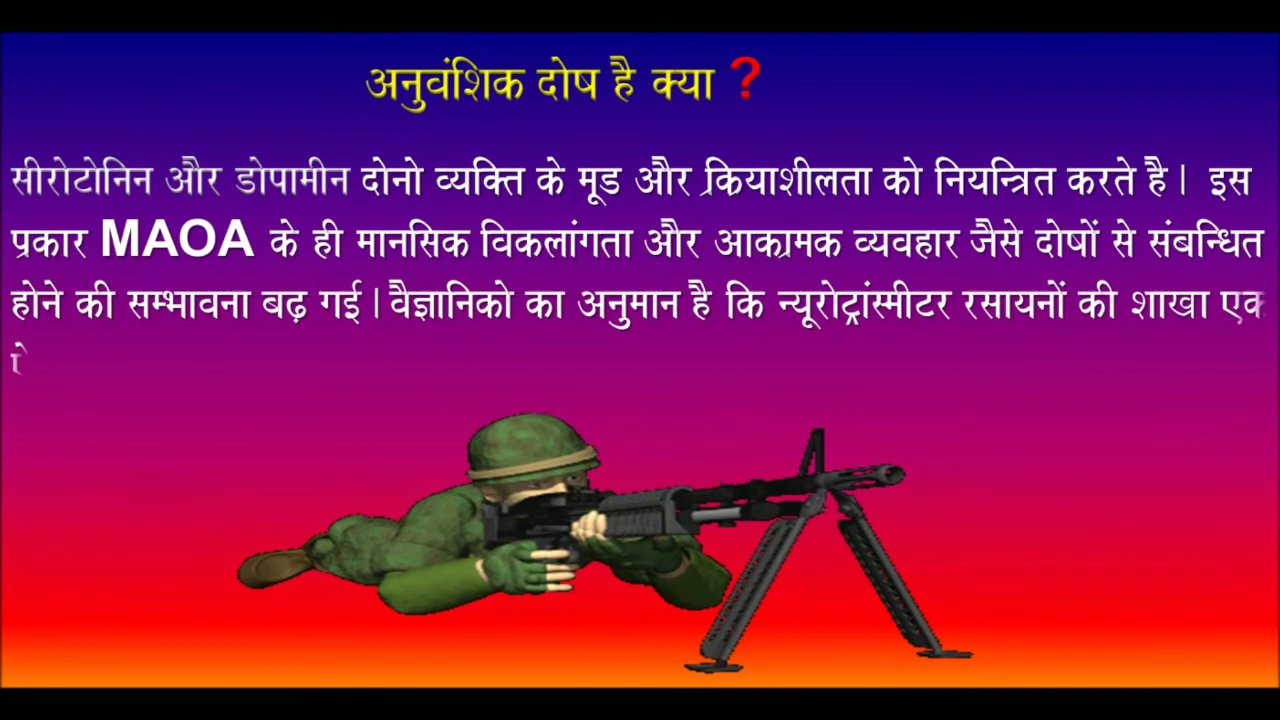 अनुवंशिक दोष है क्या ?
सीरोटोनिन और डोपामीन दोनो व्यक्ति के मूड और क्रियाशीलता को नियन्त्रित करते है। इस
प्रकार MAOA के ही मानसिक विकलांगता और आक्रामक व्यवहार जैसे दोषों से संबन्धित
होने की सम्भावना बढ़ गई। वैज्ञानिको का अनुमान है कि न्यूरोट्रांस्मीटर रसायनों की शाखा